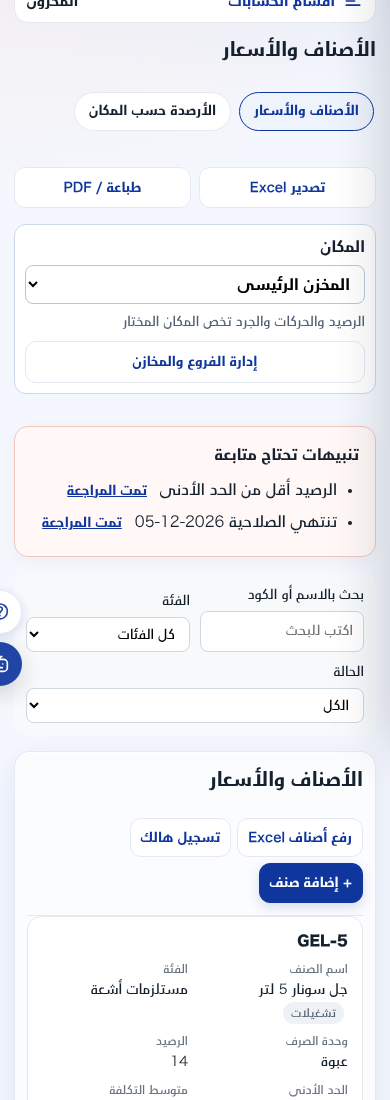 أقسام الحسابات المخزون
الأصناف والأسعار
الأصناف والأسعار الأرصدة حسب المكان
تصدير Excel طباعة / PDF
المكان
المخزن الرئيسى
الرصيد والحركات والجرد تخص المكان المختار
إدارة الفروع والمخازن
تنبيهات تحتاج متابعة
• الرصيد أقل من الحد الأدنى تمت المراجعة
• تنتهي الصلاحية 2026-12-05 تمت المراجعة
بحث بالاسم أو الكود الفئة
اكتب للبحث كل الفئات
الحالة
الكل
الأصناف والأسعار
رفع أصناف Excel تسجيل هالك
+ إضافة صنف
GEL-5
اسم الصنف الفئة
جل سونار 5 لتر مستلزمات أشعة
تشغيلات
وحدة الصرف الرصيد
عبوة 14
الحد الأدنى متوسط التكلفة